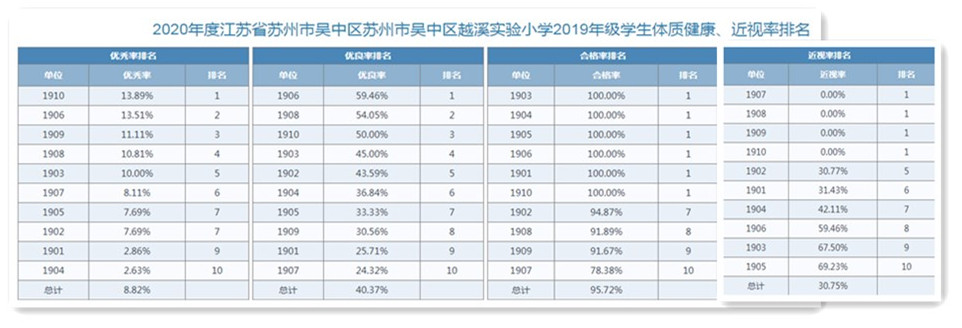 2020年度江苏省苏州市吴中区苏州市吴中区越溪实验小学2019年级学生体质健康、近视率排名
优秀率排名
单位 优秀率 排名
1910 13.89% 1
1906 13.51% 2
1909 11.11% 3
1908 10.81% 4
1903 10.00% 5
1907 8.11% 6
1905 7.69% 7
1902 7.69% 7
1901 2.86% 9
1904 2.63% 10
总计 8.82%
优良率排名
单位 优良率 排名
1906 59.46% 1
1908 54.05% 2
1910 50.00% 3
1903 45.00% 4
1902 43.59% 5
1904 36.84% 6
1905 33.33% 7
1909 30.56% 8
1901 25.71% 9
1907 24.32% 10
总计 40.37%
合格率排名
单位 合格率 排名
1903 100.00% 1
1904 100.00% 1
1905 100.00% 1
1906 100.00% 1
1901 100.00% 1
1910 100.00% 1
1902 94.87% 7
1908 91.89% 8
1909 91.67% 9
1907 78.38% 10
总计 95.72%
近视率排名
单位 近视率 排名
1907 0.00% 1
1908 0.00% 1
1909 0.00% 1
1910 0.00% 1
1902 30.77% 5
1901 31.43% 6
1904 42.11% 7
1906 59.46% 8
1903 67.50% 9
1905 69.23% 10
总计 30.75%